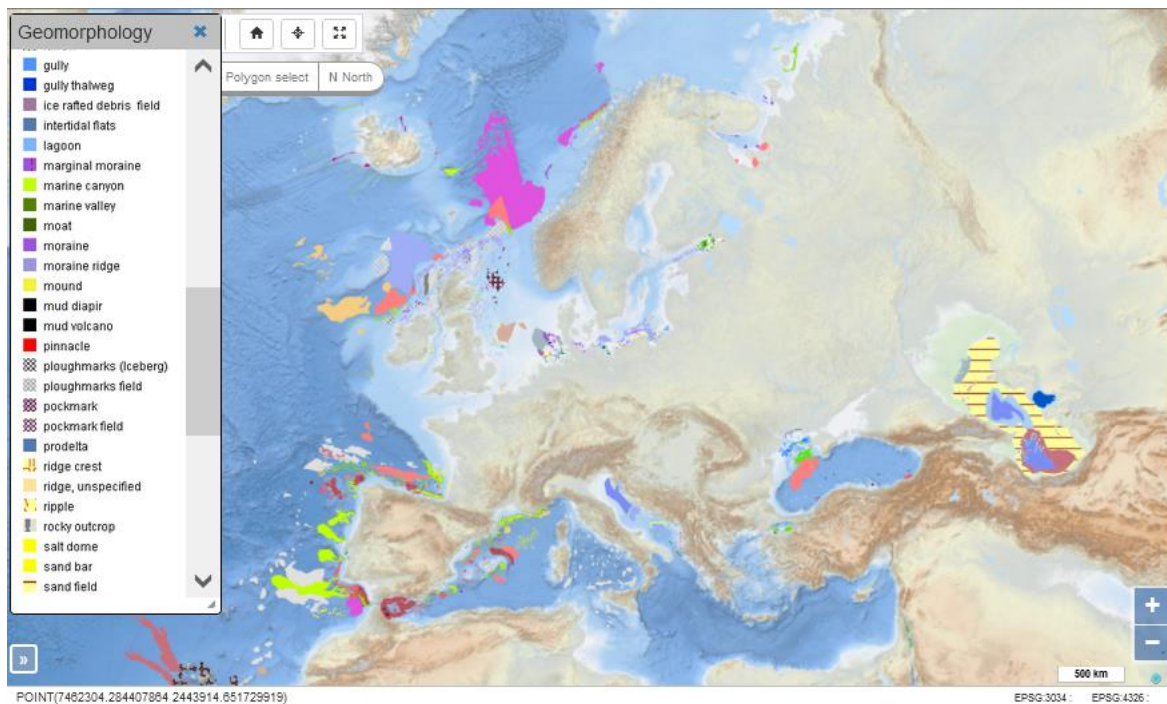 Geomorphology
gully
gully thalweg
ice rafted debris field
intertidal flats
lagoon
marginal moraine
marine canyon
marine valley
moat
moraine
moraine ridge
mound
mud diapir
mud volcano
pinnacle
ploughmarks (Iceberg)
ploughmarks field
pockmark
pockmark field
prodelta
ridge crest
ridge, unspecified
ripple
rocky outcrop
salt dome
sand bar
sand field
Polygon select
N North
+
−
»
500 km
POINT(7462304.284407864 2443914.651729919)
EPSG:3034 : EPSG:4326 :